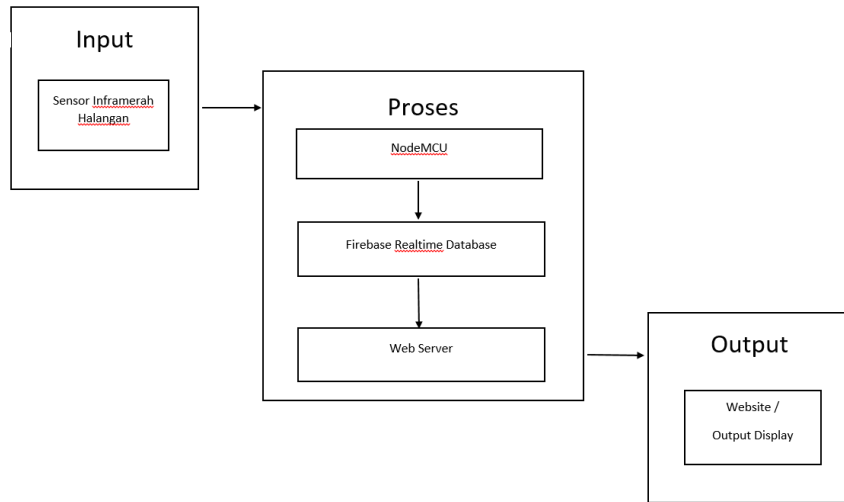 Input
Sensor Inframerah
Halangan
Proses
NodeMCU
Firebase Realtime Database
Web Server
Output
Website /
Output Display